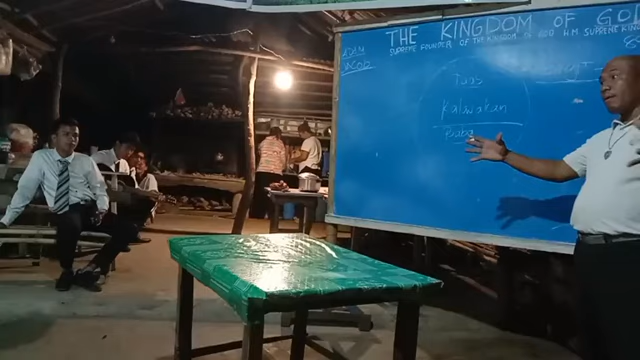 THE KINGDOM OF GOD
SUPREME FOUNDER OF THE KINGDOM OF GOD H.M SUPREME KING
ADAM
JACOB
Taas
Kalawakan
Baba